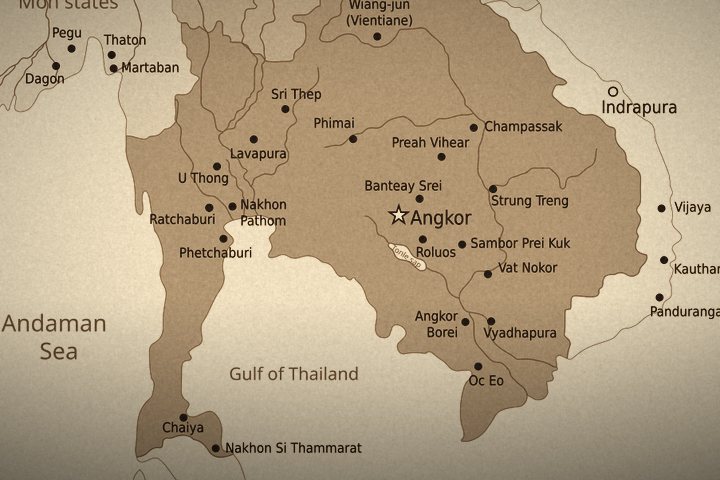 Mon states
Wiang-jun
(Vientiane)
Pegu
Thaton
Dagon
Martaban
Sri Thep
Indrapura
Phimai
Champassak
Preah Vihear
Lavapura
U Thong
Banteay Srei
Strung Treng
Ratchaburi
Nakhon
Pathom
Vijaya
Angkor
Phetchaburi
Roluos
Sambor Prei Kuk
Tonle sap
Vat Nokor
Kauthar
Panduranga
Andaman
Sea
Angkor
Borei
Vyadhapura
Gulf of Thailand
Oc Eo
Chaiya
Nakhon Si Thammarat